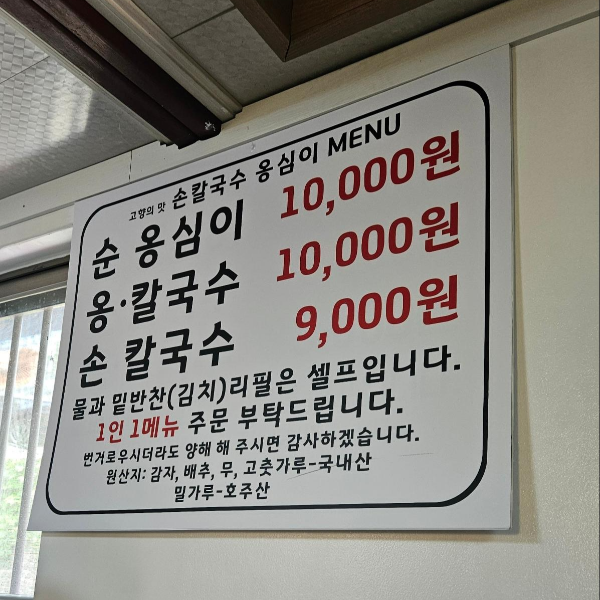 고향의 맛 손칼국수 옹심이 MENU
순 옹심이 10,000원
옹·칼국수 10,000원
손 칼국수 9,000원
물과 밑반찬(김치)리필은 셀프입니다.
1인 1메뉴 주문 부탁드립니다.
번거로우시더라도 양해 해 주시면 감사하겠습니다.
원산지: 감자, 배추, 무, 고춧가루-국내산
밀가루-호주산